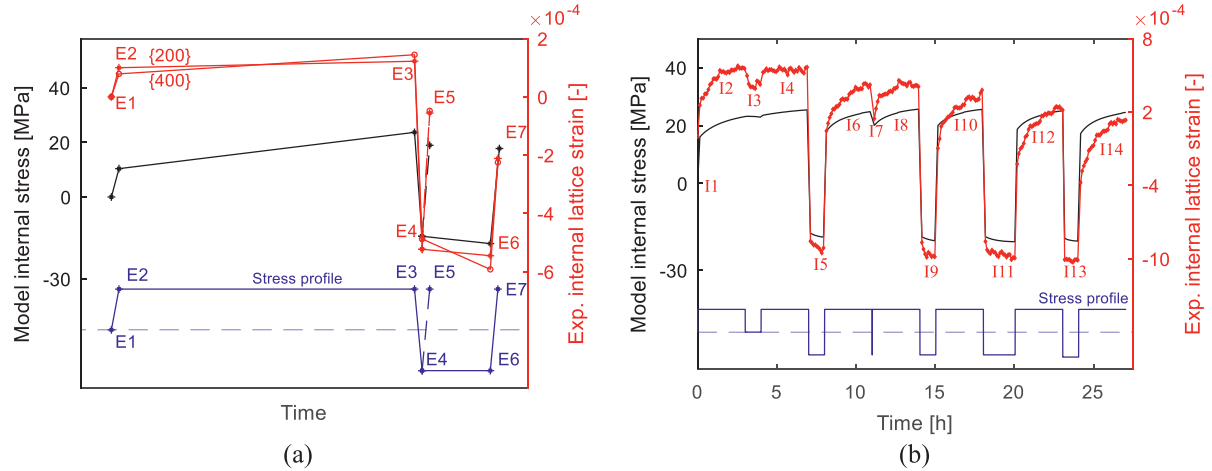 ×10⁻⁴
×10⁻⁴
Model internal stress [MPa]
40
20
0
-30
2
0
-2
-4
-6
Exp. internal lattice strain [-]
E2
{200}
{400}
E1
E3
E5
E7
E4
E6
E2
Stress profile
E3
E5
E7
E1
E4
E6
Time
(a)
Model internal stress [MPa]
40
20
0
-30
8
2
-4
-10
Exp. internal lattice strain [-]
I2
I3
I4
I6
I7
I8
I10
I12
I14
I1
I5
I9
I11
I13
Stress profile
0
5
10
15
20
25
Time [h]
(b)